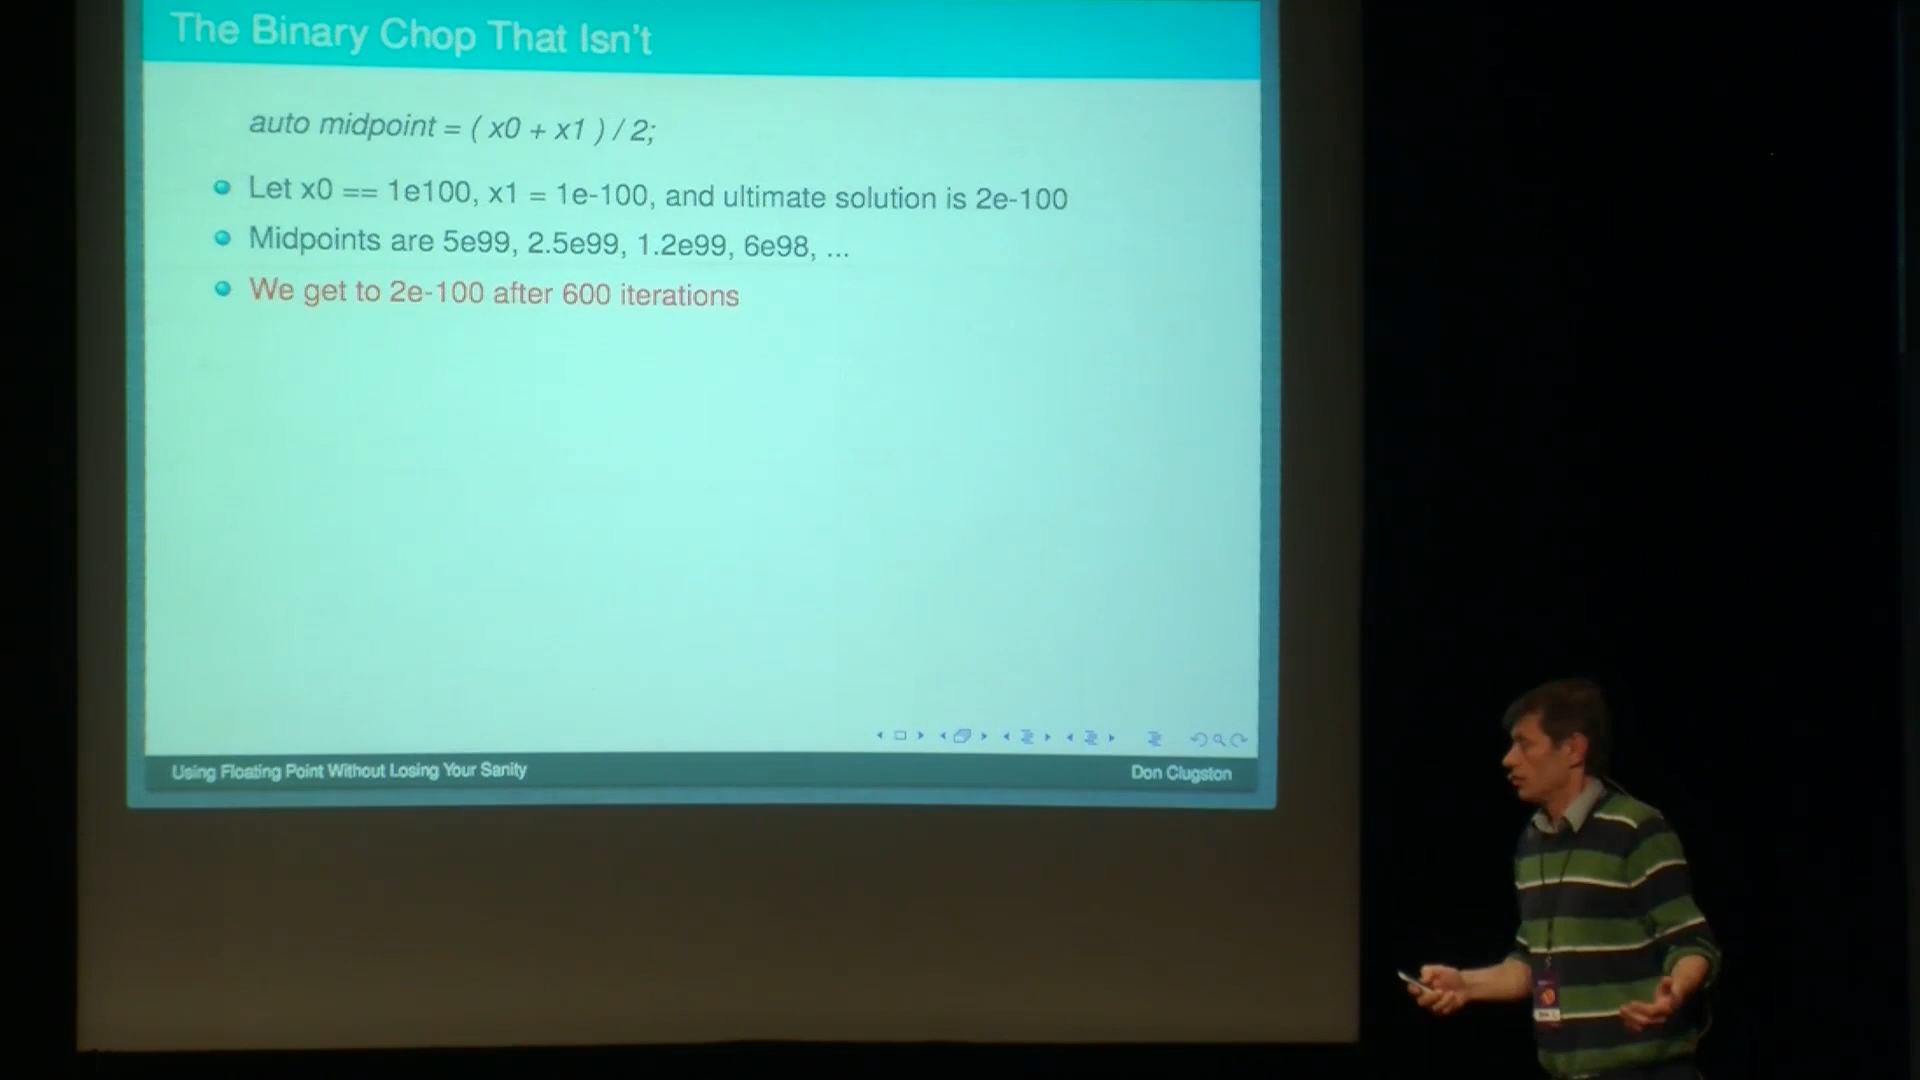 The Binary Chop That Isn't
auto midpoint = ( x0 + x1 ) / 2;
Let x0 == 1e100, x1 = 1e-100, and ultimate solution is 2e-100
Midpoints are 5e99, 2.5e99, 1.2e99, 6e98, ...
We get to 2e-100 after 600 iterations
Using Floating Point Without Losing Your Sanity
Don Clugston